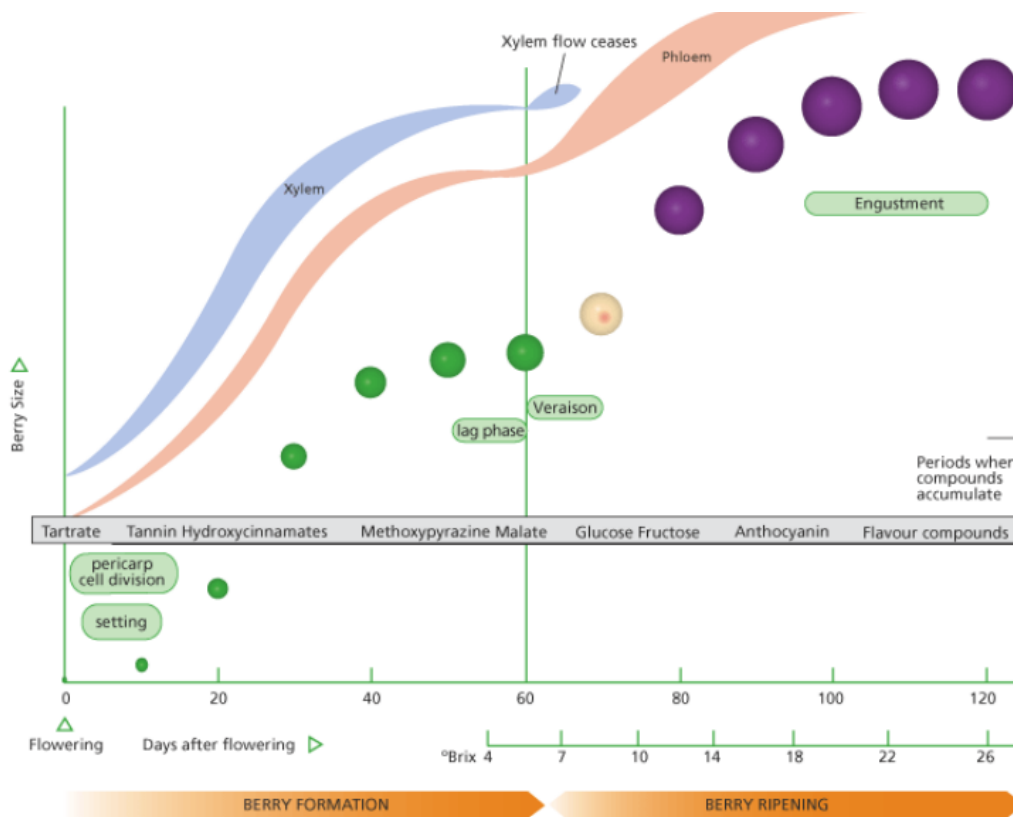 Xylem flow ceases
Phloem
Xylem
Engustment
Berry Size
Veraison
lag phase
Periods when
compounds
accumulate
Tartrate Tannin Hydroxycinnamates Methoxypyrazine Malate Glucose Fructose Anthocyanin Flavour compounds
pericarp
cell division
setting
0 20 40 60 80 100 120
Flowering Days after flowering
ºBrix 4 7 10 14 18 22 26
BERRY FORMATION BERRY RIPENING